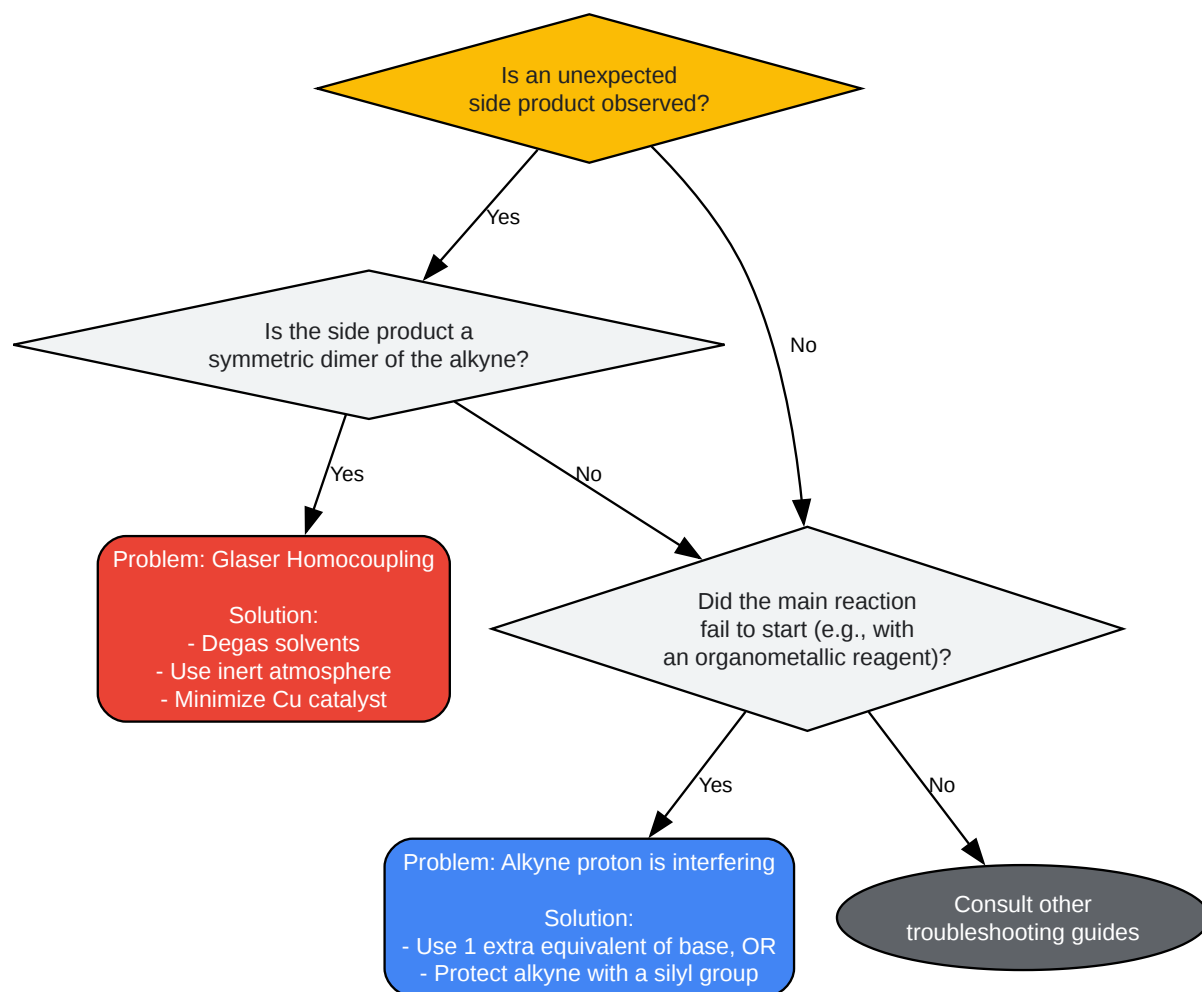 Is an unexpected
side product observed?
Yes
No
Is the side product a
symmetric dimer of the alkyne?
Yes
No
Problem: Glaser Homocoupling
Solution:
- Degas solvents
- Use inert atmosphere
- Minimize Cu catalyst
Did the main reaction
fail to start (e.g., with
an organometallic reagent)?
Yes
No
Problem: Alkyne proton is interfering
Solution:
- Use 1 extra equivalent of base, OR
- Protect alkyne with a silyl group
Consult other
troubleshooting guides